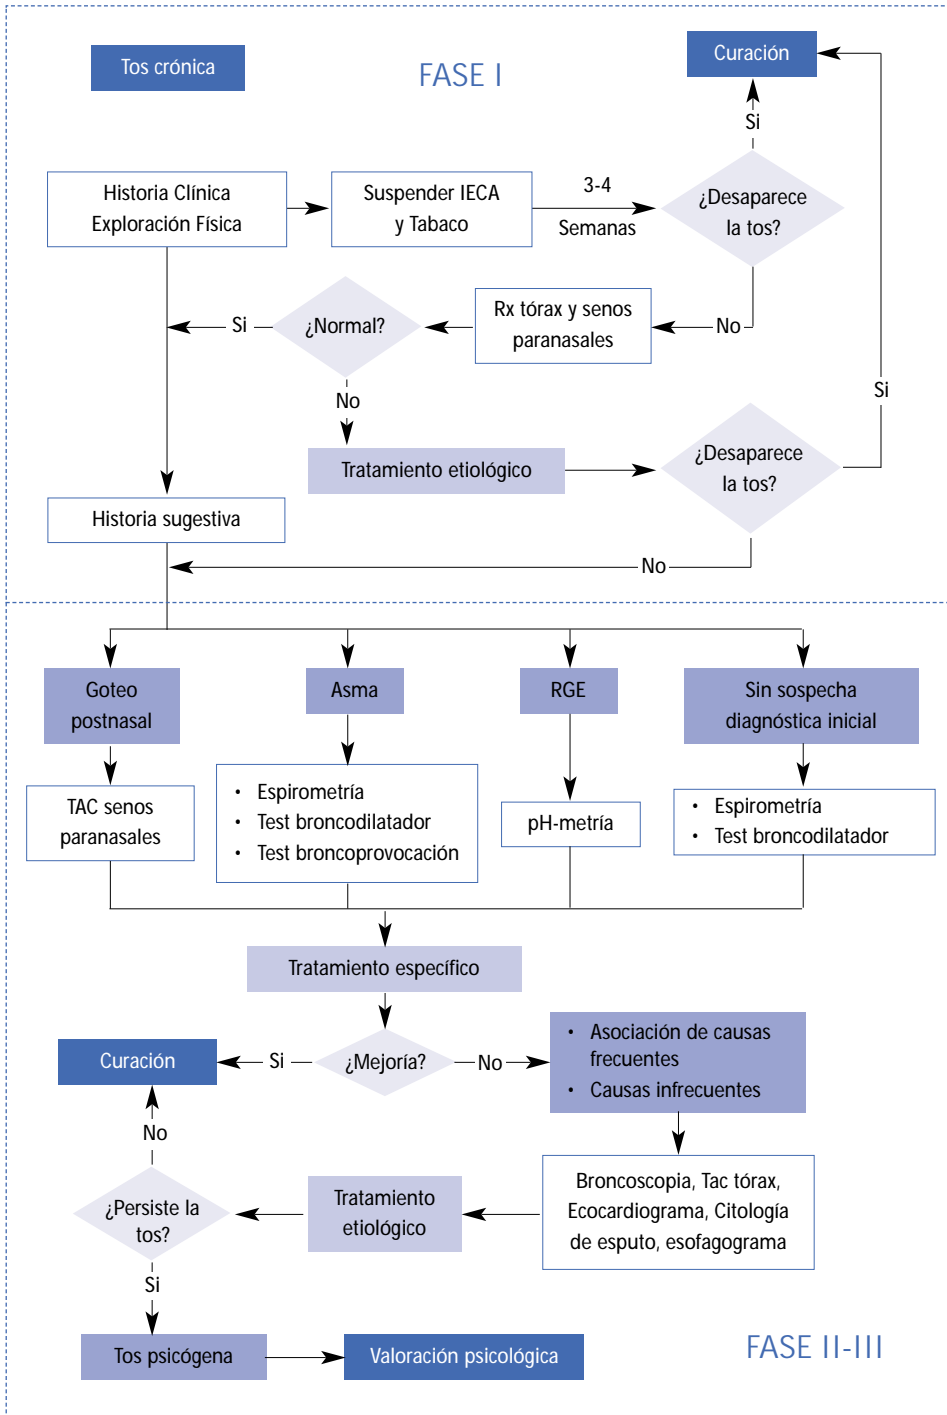 Tos crónica
FASE I
Curación
Si
Historia Clínica
Exploración Física
Suspender IECA
y Tabaco
3-4
Semanas
¿Desaparece
la tos?
Si
¿Normal?
Rx tórax y senos
paranasales
No
No
Si
Tratamiento etiológico
¿Desaparece
la tos?
Historia sugestiva
No
Goteo
postnasal
Asma
RGE
Sin sospecha
diagnóstica inicial
TAC senos
paranasales
• Espirometría
• Test broncodilatador
• Test broncoprovocación
pH-metría
• Espirometría
• Test broncodilatador
Tratamiento específico
Curación
Si
¿Mejoría?
No
• Asociación de causas
frecuentes
• Causas infrecuentes
No
¿Persiste la
tos?
Tratamiento
etiológico
Broncoscopia, Tac tórax,
Ecocardiograma, Citología
de esputo, esofagograma
Si
Tos psicógena
Valoración psicológica
FASE II-III